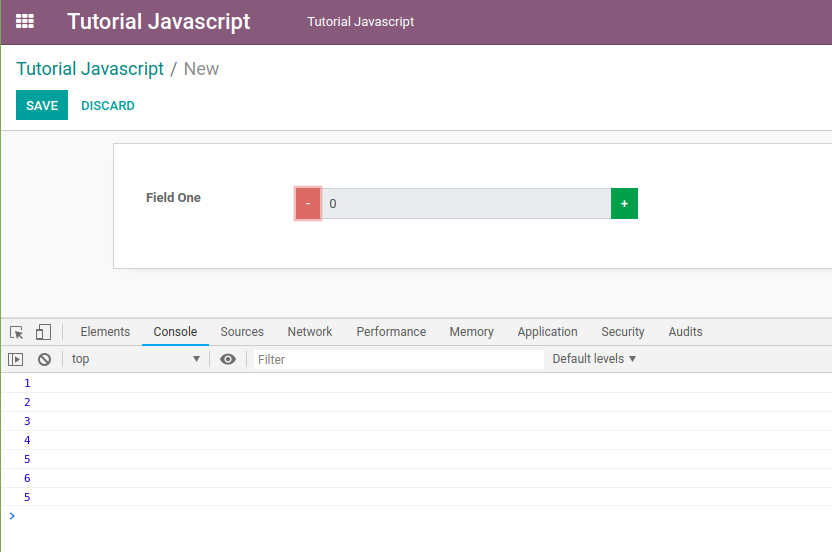 Tutorial Javascript Tutorial Javascript
Tutorial Javascript / New
SAVE DISCARD
Field One - 0 +
Elements Console Sources Network Performance Memory Application Security Audits
top Filter Default levels
1
2
3
4
5
6
5